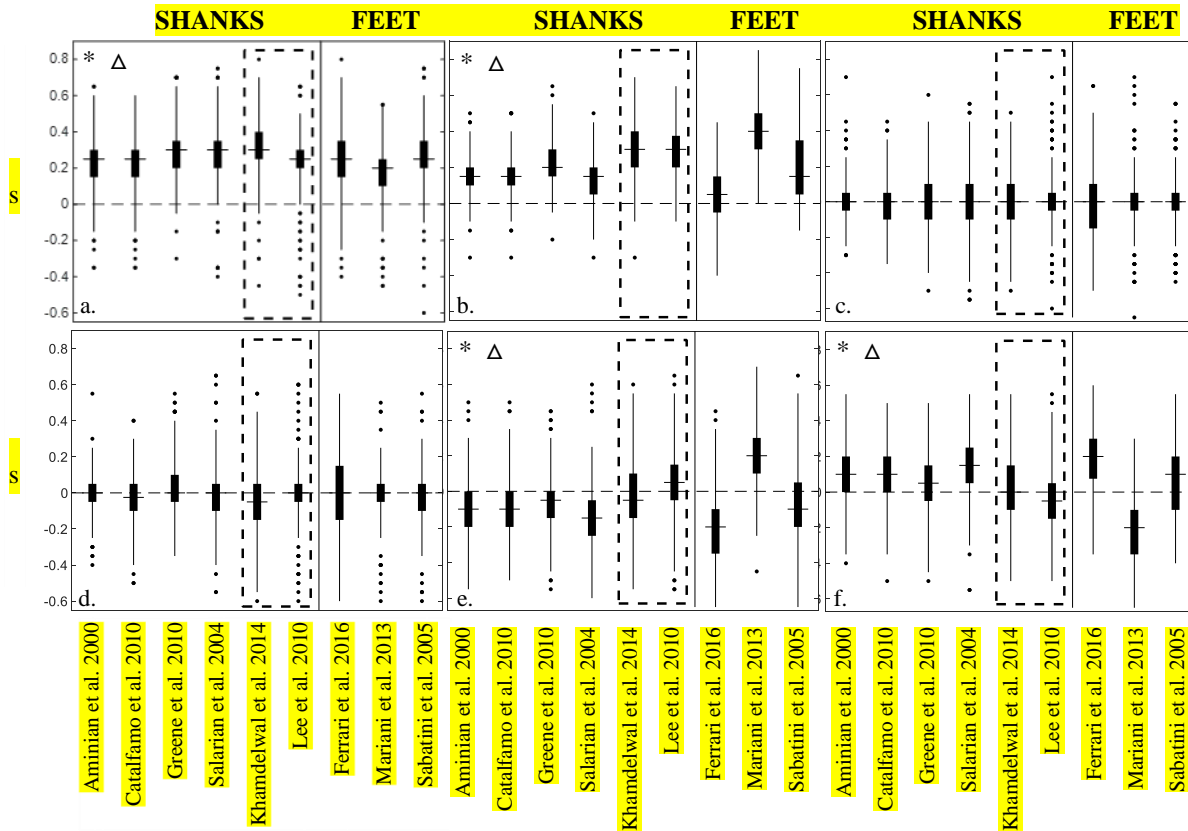 SHANKS FEET SHANKS FEET SHANKS FEET
* Δ * Δ
0.8
0.6
0.4
0.2
s
0
-0.2
-0.4
-0.6
a. b. c.
* Δ * Δ
0.8
0.6
0.4
0.2
s
0
-0.2
-0.4
-0.6
d. e. f.
Aminian et al. 2000
Catalfamo et al. 2010
Greene et al. 2010
Salarian et al. 2004
Khamdelwal et al. 2014
Lee et al. 2010
Ferrari et al. 2016
Mariani et al. 2013
Sabatini et al. 2005
Aminian et al. 2000
Catalfamo et al. 2010
Greene et al. 2010
Salarian et al. 2004
Khamdelwal et al. 2014
Lee et al. 2010
Ferrari et al. 2016
Mariani et al. 2013
Sabatini et al. 2005
Aminian et al. 2000
Catalfamo et al. 2010
Greene et al. 2010
Salarian et al. 2004
Khamdelwal et al. 2014
Lee et al. 2010
Ferrari et al. 2016
Mariani et al. 2013
Sabatini et al. 2005